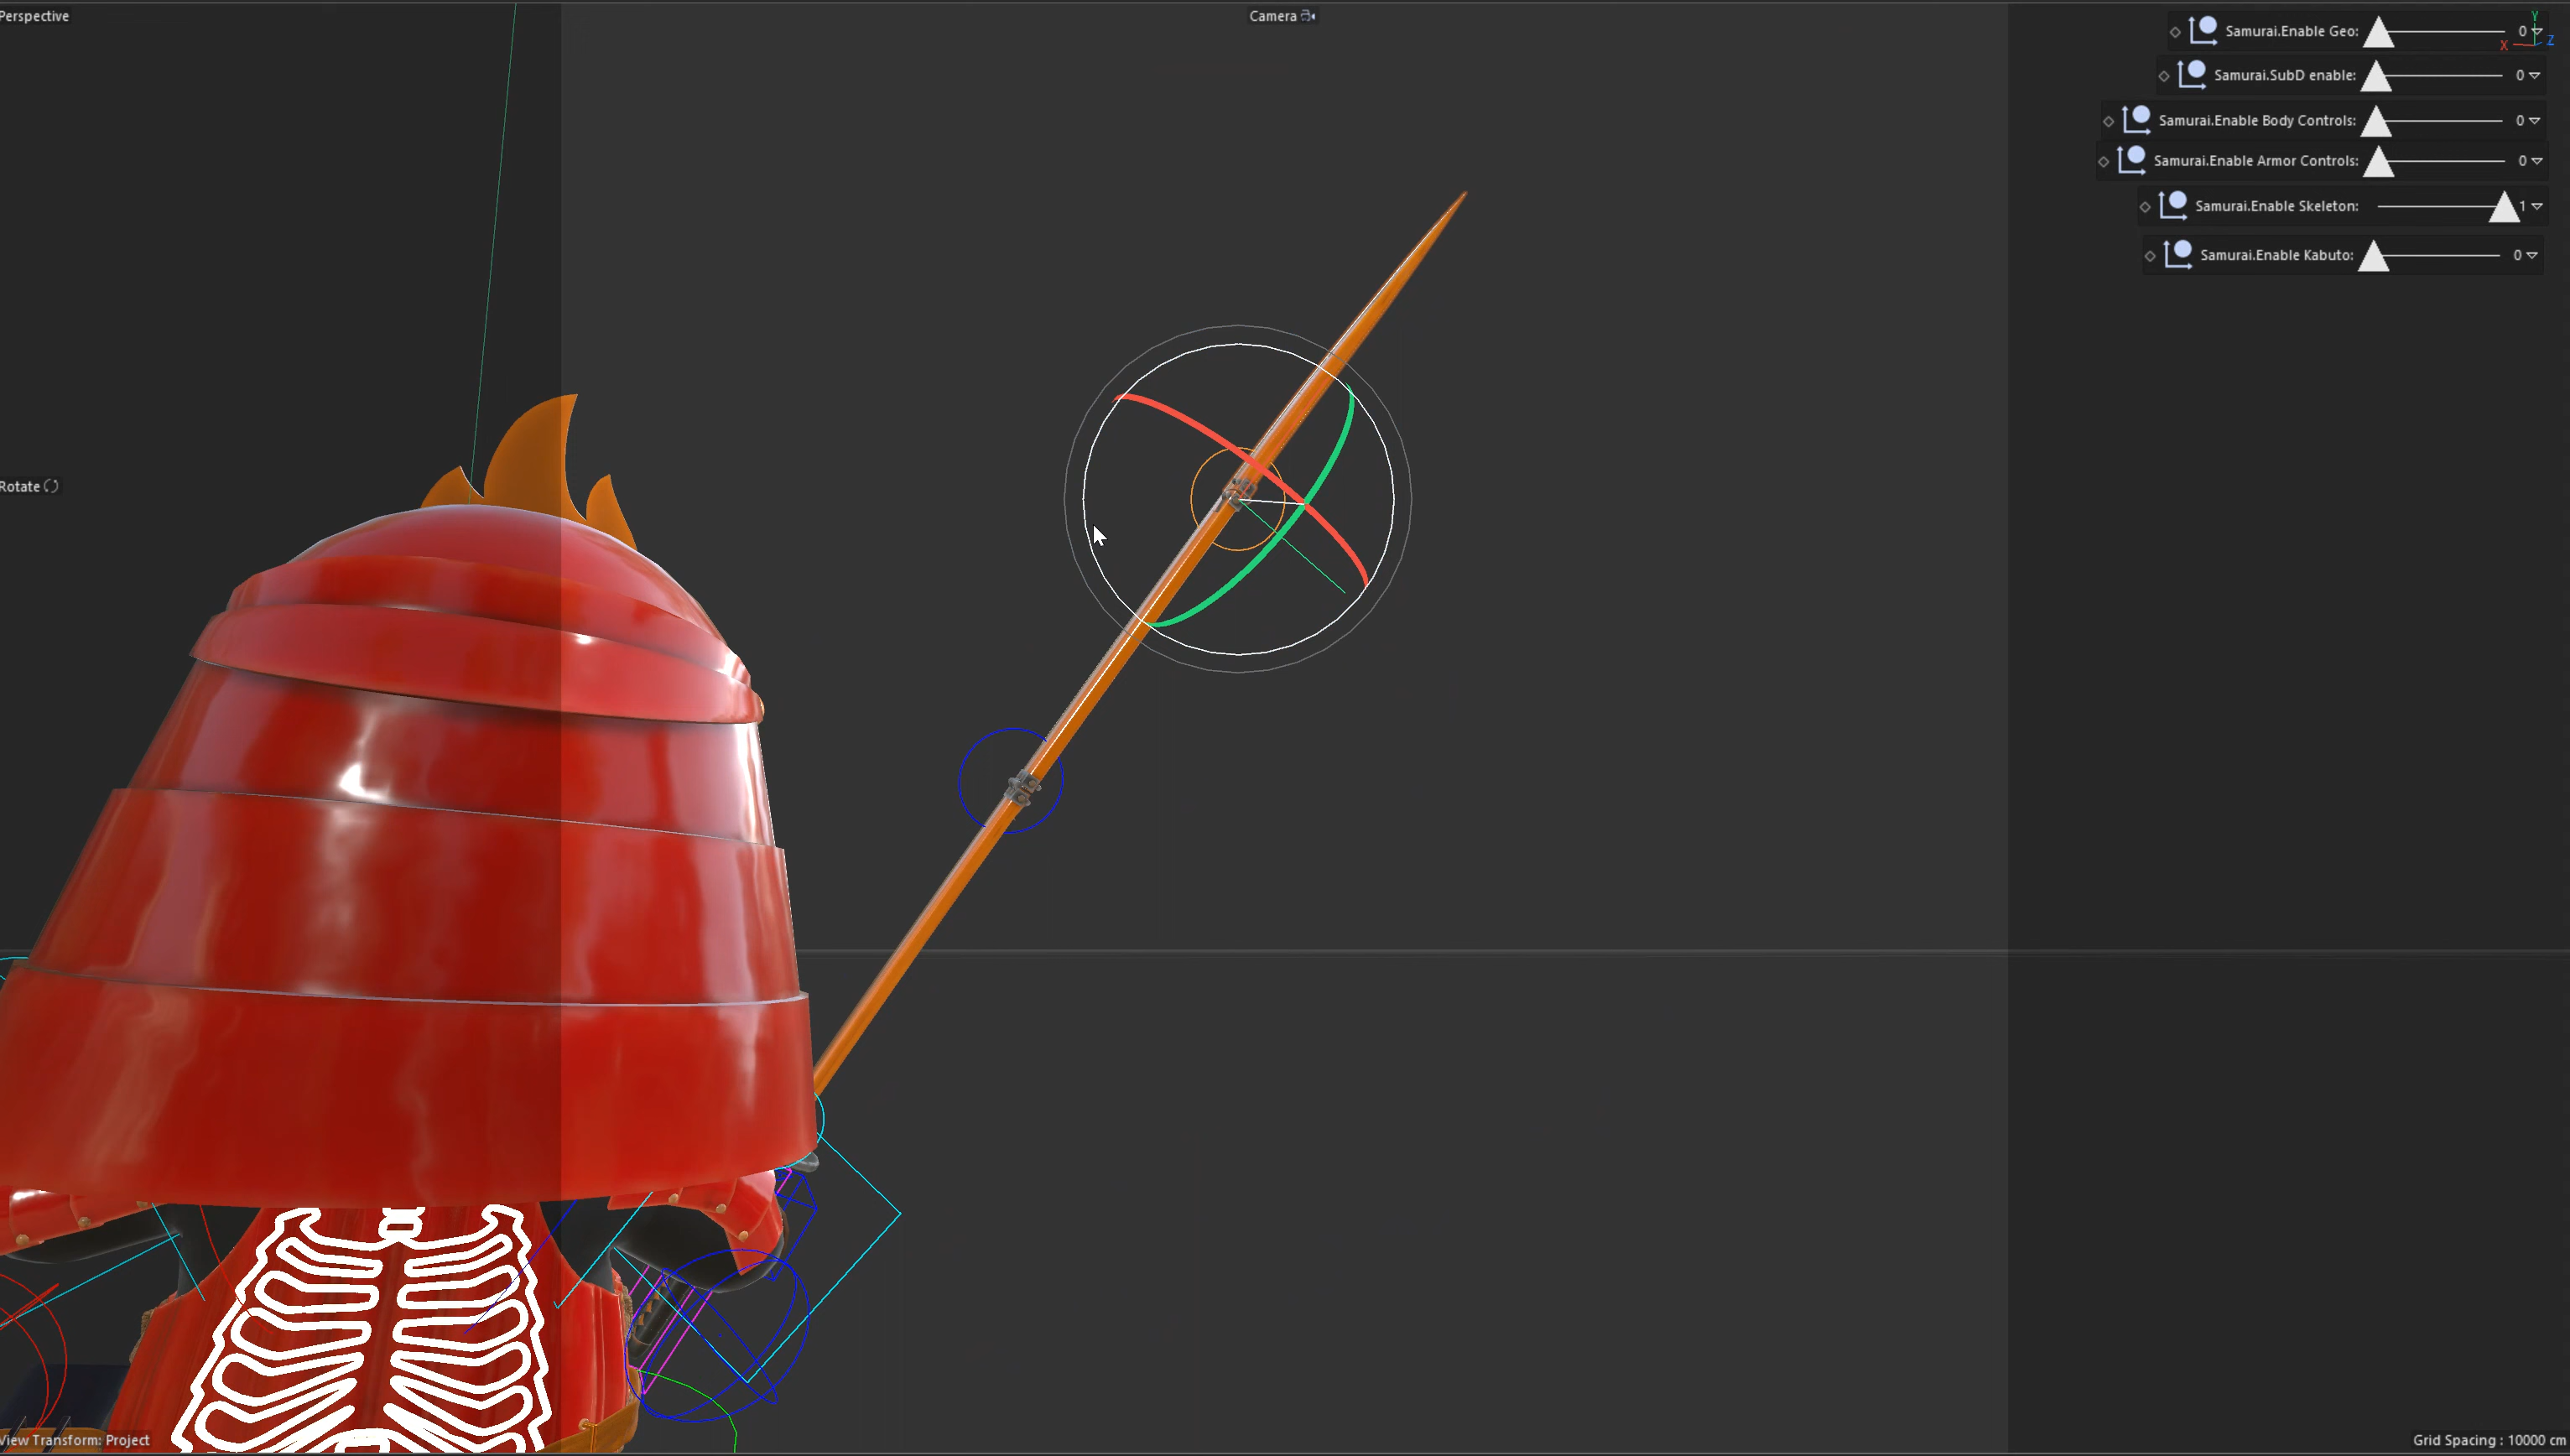 Perspective
Camera
Samurai.Enable Geo: 0
Y
X
Z
Samurai.SubD enable: 0
Samurai.Enable Body Controls: 0
Samurai.Enable Armor Controls: 0
Samurai.Enable Skeleton: 1
Samurai.Enable Kabuto: 0
Rotate
View Transform: Project
Grid Spacing : 10000 cm